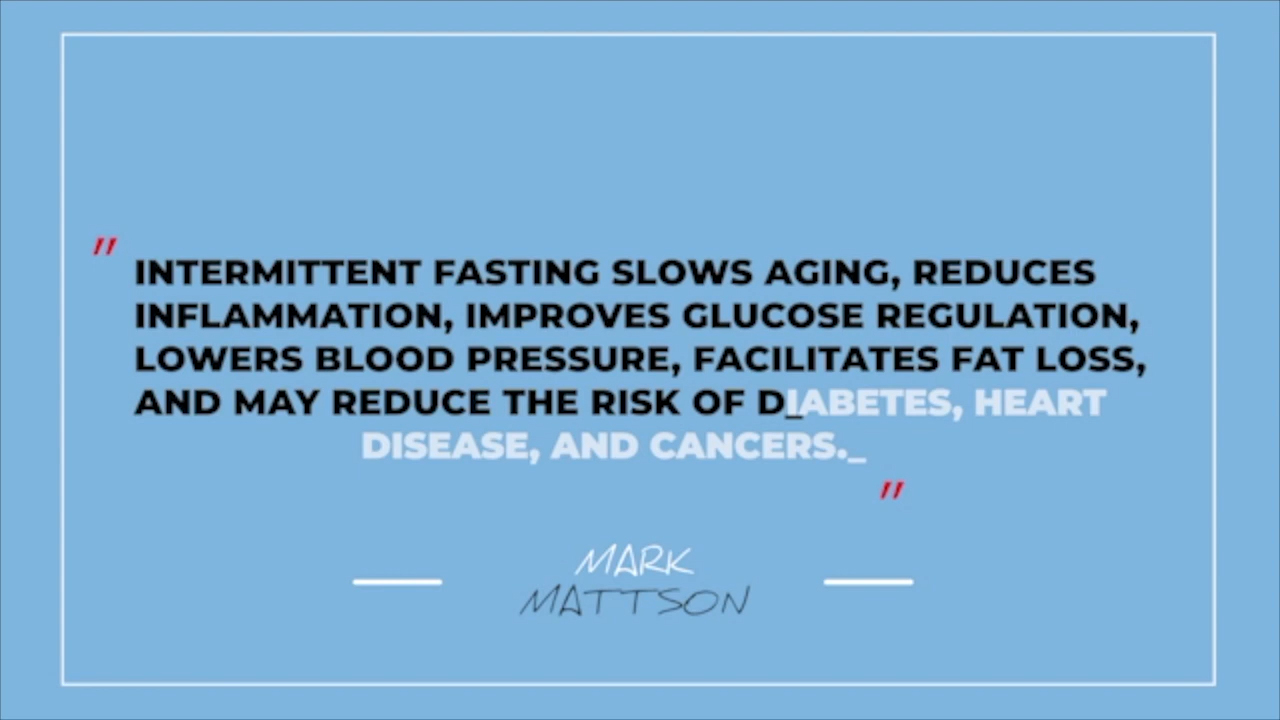 "
INTERMITTENT FASTING SLOWS AGING, REDUCES
INFLAMMATION, IMPROVES GLUCOSE REGULATION,
LOWERS BLOOD PRESSURE, FACILITATES FAT LOSS,
AND MAY REDUCE THE RISK OF D_IABETES, HEART
DISEASE, AND CANCERS._
"
MARK
MATTSON